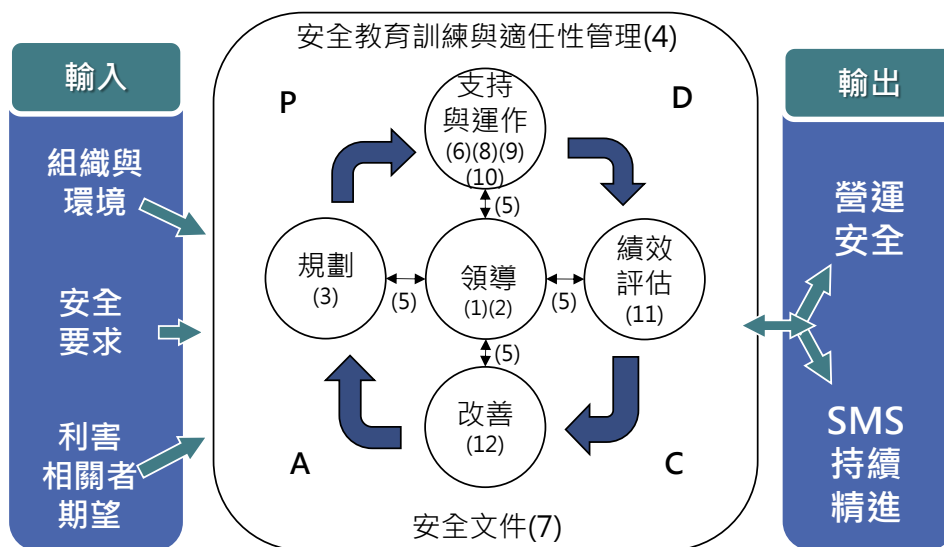 安全教育訓練與適任性管理(4)
輸入
組織與
環境
安全
要求
利害
相關者
期望
P
D
支持
與運作
(6)(8)(9)
(10)
(5)
規劃
(3)
(5)
領導
(1)(2)
(5)
績效
評估
(11)
(5)
改善
(12)
A
C
安全文件(7)
輸出
營運
安全
SMS
持續
精進